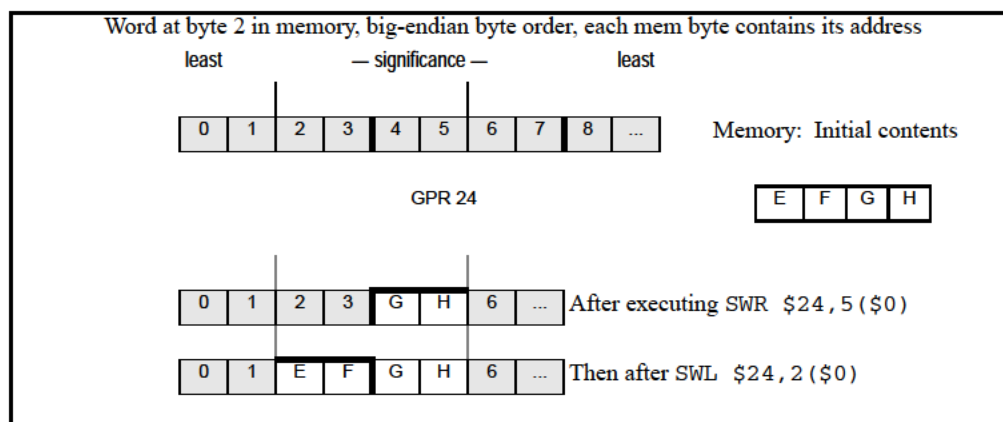 Word at byte 2 in memory, big-endian byte order, each mem byte contains its address
least — significance — least
0 1 2 3 4 5 6 7 8 ... Memory: Initial contents
GPR 24 E F G H
0 1 2 3 G H 6 ... After executing SWR $24,5($0)
0 1 E F G H 6 ... Then after SWL $24,2($0)